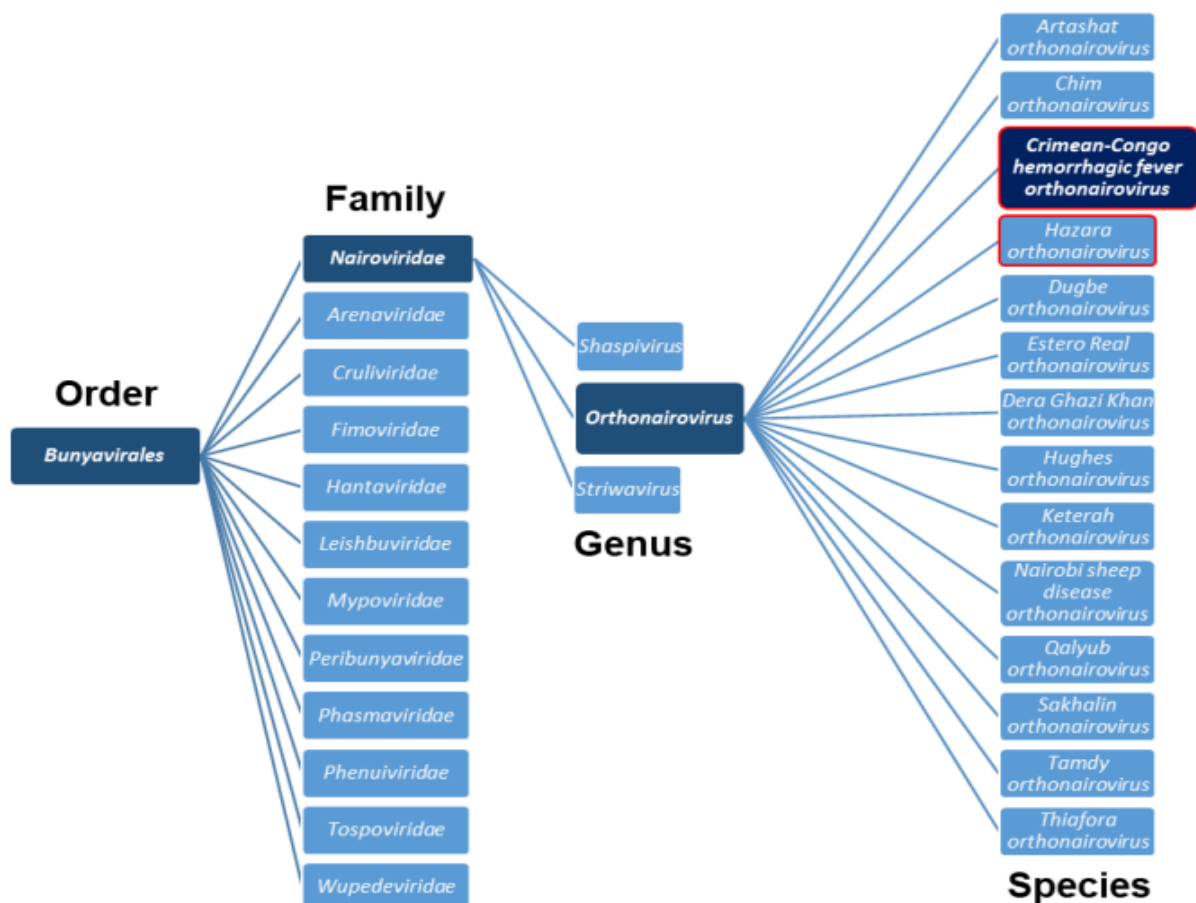 Order
Bunyavirales
Family
Nairoviridae
Arenaviridae
Cruliviridae
Fimoviridae
Hantaviridae
Leishbuviridae
Mypoviridae
Peribunyaviridae
Phasmaviridae
Phenuiviridae
Tospoviridae
Wupedeviridae
Shaspivirus
Orthonairovirus
Striwavirus
Genus
Artashat
orthonairovirus
Chim
orthonairovirus
Crimean-Congo
hemorrhagic fever
orthonairovirus
Hazara
orthonairovirus
Dugbe
orthonairovirus
Estero Real
orthonairovirus
Dera Ghazi Khan
orthonairovirus
Hughes
orthonairovirus
Keterah
orthonairovirus
Nairobi sheep
disease
orthonairovirus
Qalyub
orthonairovirus
Sakhalin
orthonairovirus
Tamdy
orthonairovirus
Thiafora
orthonairovirus
Species